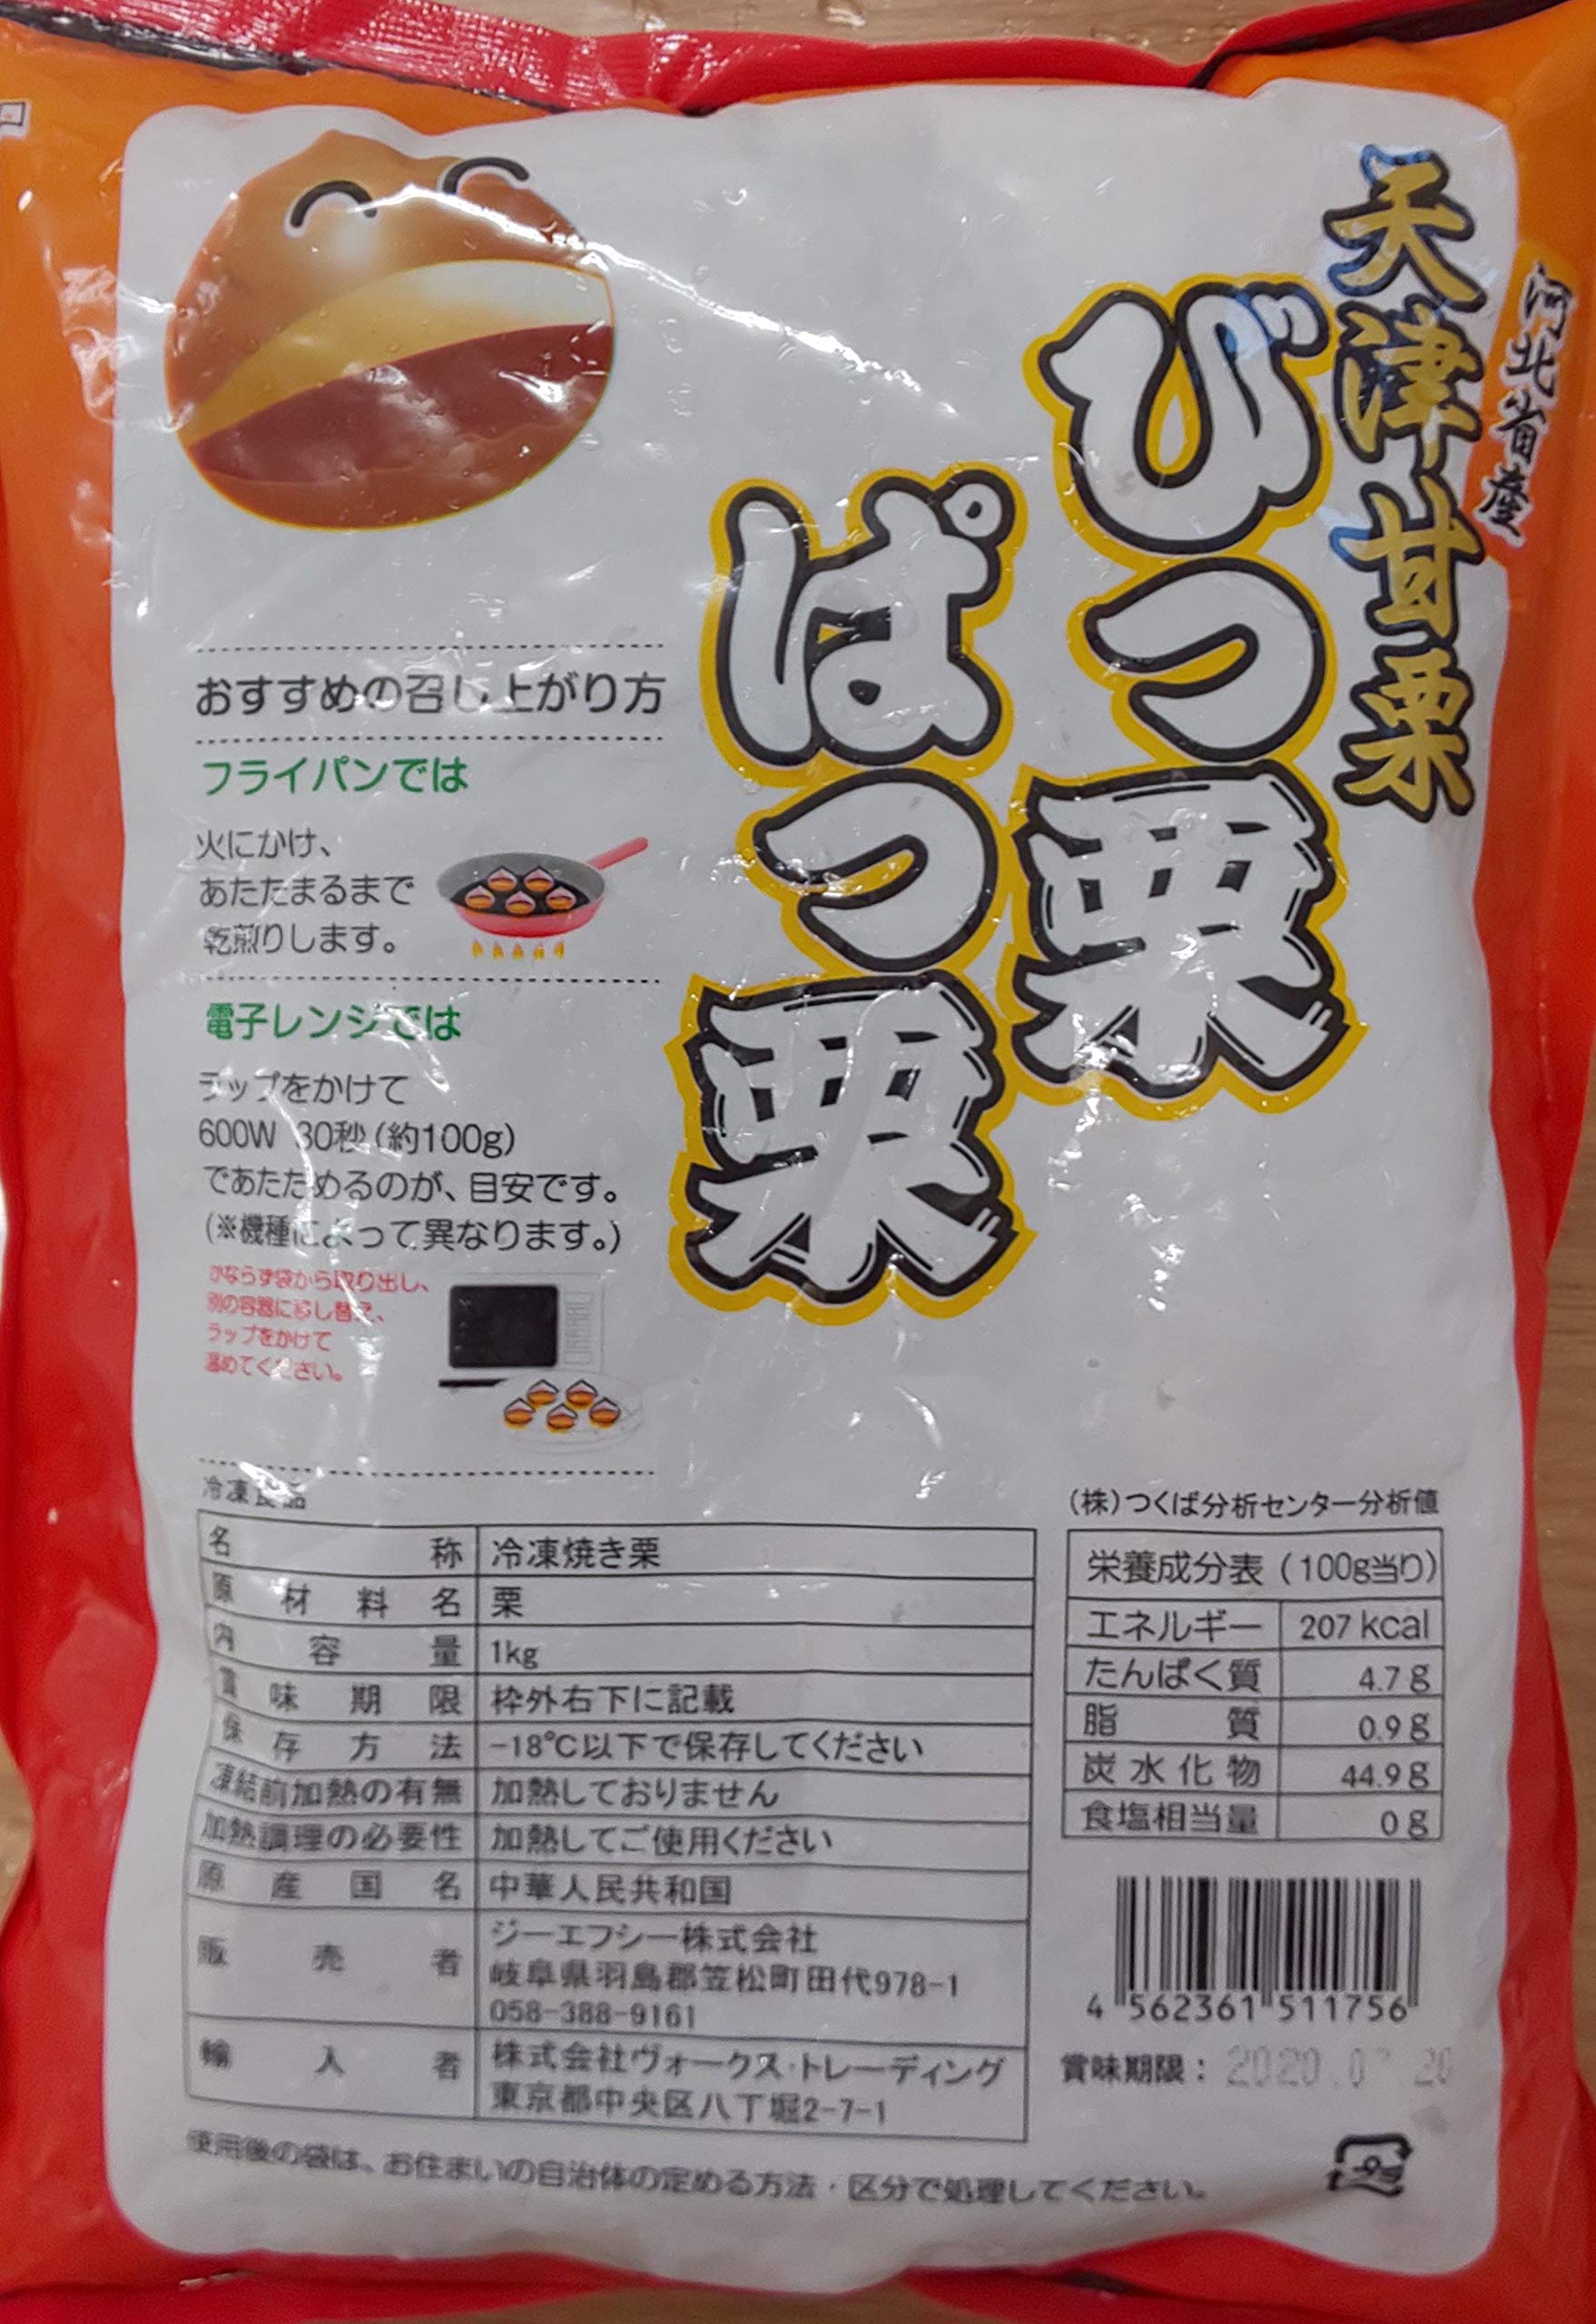 河北省産
天津甘栗
びっ栗
ぱっ栗
おすすめの召し上がり方
フライパンでは
火にかけ、
あたたまるまで
乾煎りします。
電子レンジでは
ラップをかけて
600W 30秒(約100g)
であたためるのが、目安です。
(※機種によって異なります。)
かならず袋から取り出し、
別の容器に移し替え、
ラップをかけて
温めてください。
冷凍食品
名称 冷凍焼き栗
原材料名 栗
内容量 1kg
賞味期限 枠外右下に記載
保存方法 -18℃以下で保存してください
凍結前加熱の有無 加熱しておりません
加熱調理の必要性 加熱してご使用ください
原産国名 中華人民共和国
販売者 ジーエフシー株式会社
岐阜県羽島郡笠松町田代978-1
058-388-9161
輸入者 株式会社ヴォークス・トレーディング
東京都中央区八丁堀2-7-1
(株)つくば分析センター分析値
栄養成分表(100g当り)
エネルギー 207 kcal
たんぱく質 4.7g
脂質 0.9g
炭水化物 44.9g
食塩相当量 0g
4 562361 511756
賞味期限:
使用後の袋は、お住まいの自治体の定める方法・区分で処理してください。